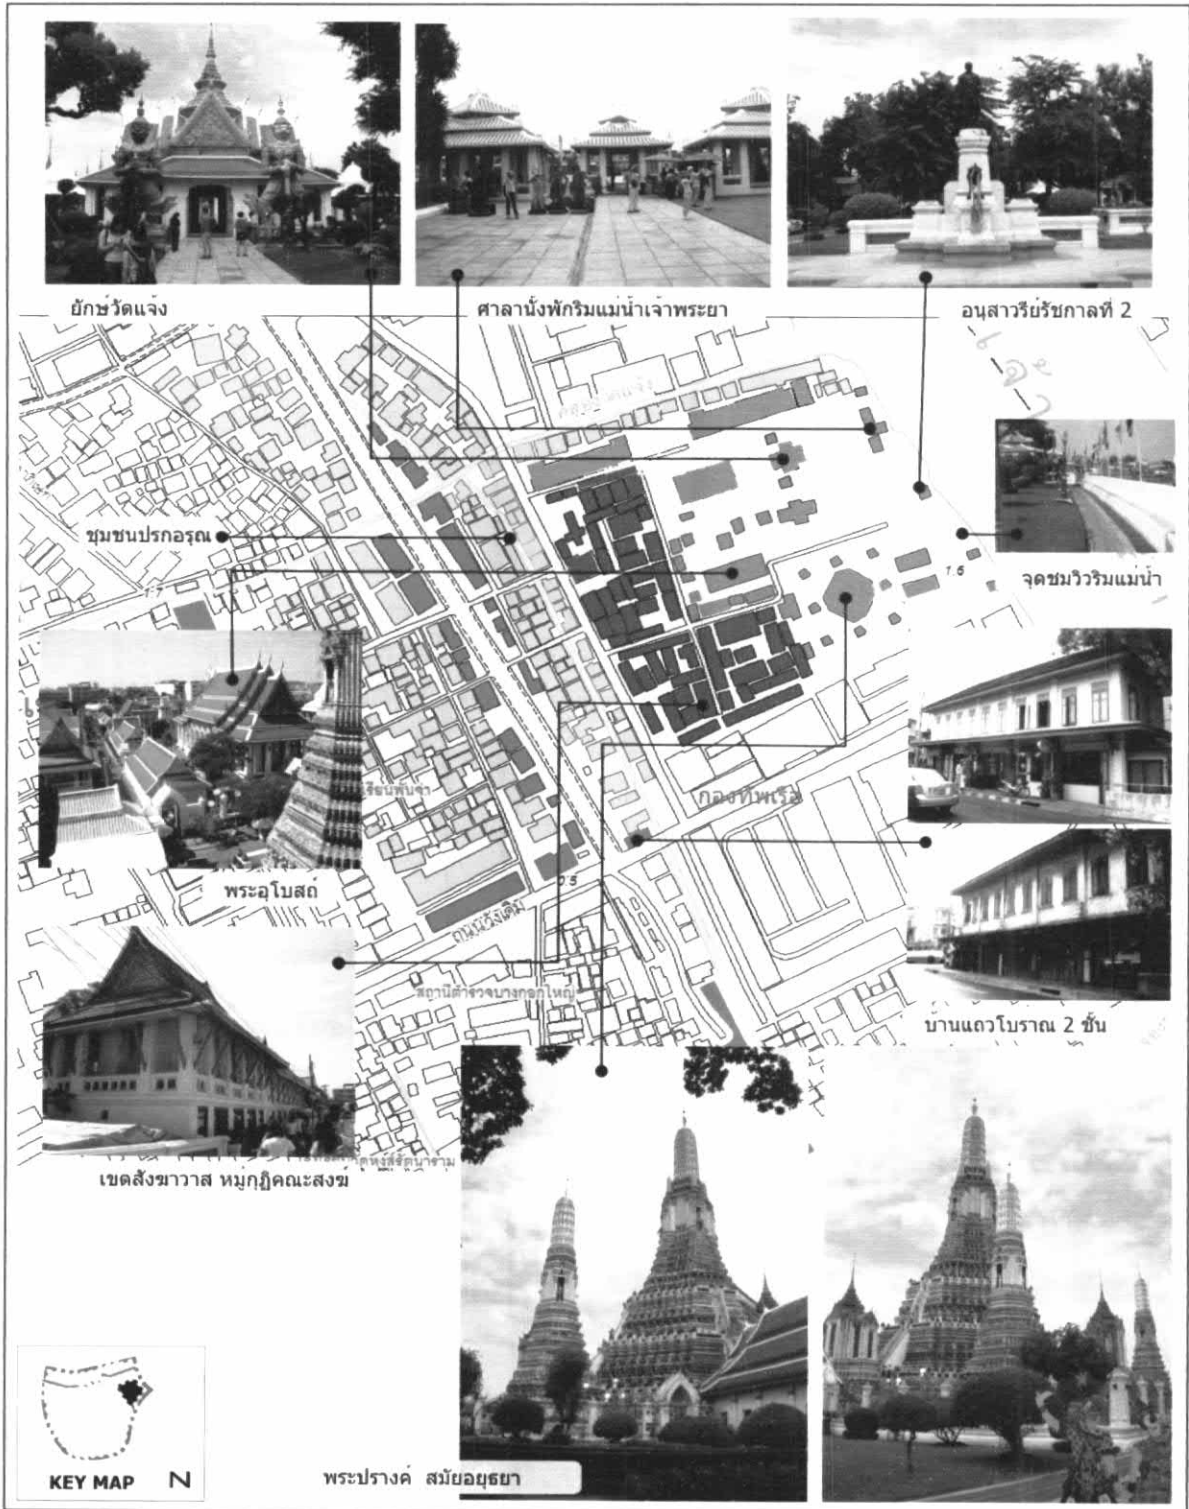 ยักษ์วัดแจ้ง
ศาลานั่งพักริมแม่น้ำเจ้าพระยา
อนุสาวรีย์รัชกาลที่ 2
ชุมชนปรกอรุณ
จุดชมวิวริมแม่น้ำ
1.6
กองทัพเรือ
พระอุโบสถ
0.5
ถนนวังเดิม
สถานีตำรวจบางกอกใหญ่
บ้านแถวโบราณ 2 ชั้น
เขตสังฆาวาส หมู่กุฏิคณะสงฆ์
KEY MAP N
พระปรางค์ สมัยอยุธยา